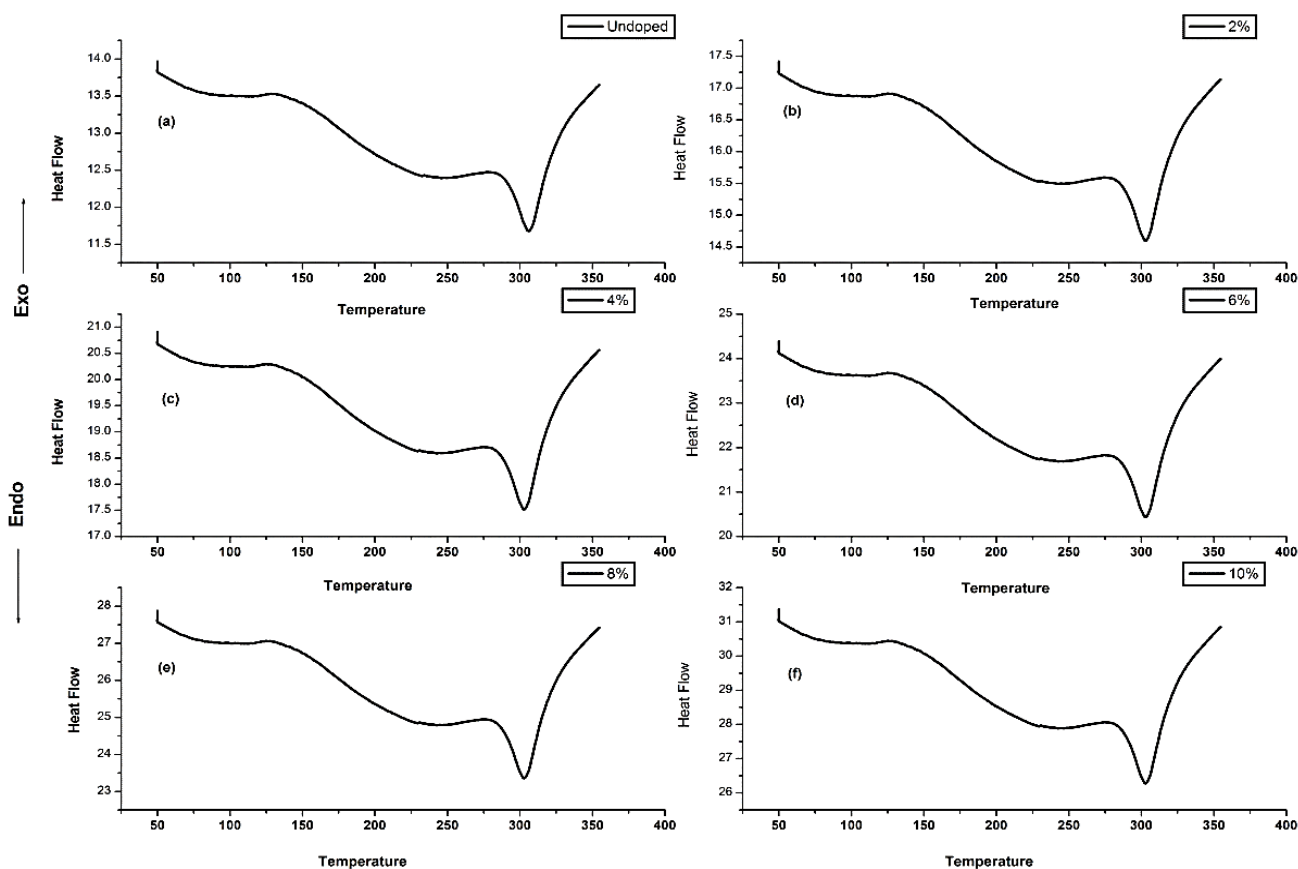 Undoped
14.0
13.5
13.0
12.5
12.0
11.5
(a)
Heat Flow
50 100 150 200 250 300 350 400
Temperature
2%
17.5
17.0
16.5
16.0
15.5
15.0
14.5
(b)
Heat Flow
50 100 150 200 250 300 350 400
Temperature
Exo
Endo
4%
21.0
20.5
20.0
19.5
19.0
18.5
18.0
17.5
17.0
(c)
Heat Flow
50 100 150 200 250 300 350 400
Temperature
6%
25
24
23
22
21
20
(d)
Heat Flow
50 100 150 200 250 300 350 400
Temperature
8%
28
27
26
25
24
23
(e)
Heat Flow
50 100 150 200 250 300 350 400
Temperature
10%
32
31
30
29
28
27
26
(f)
Heat Flow
50 100 150 200 250 300 350 400
Temperature